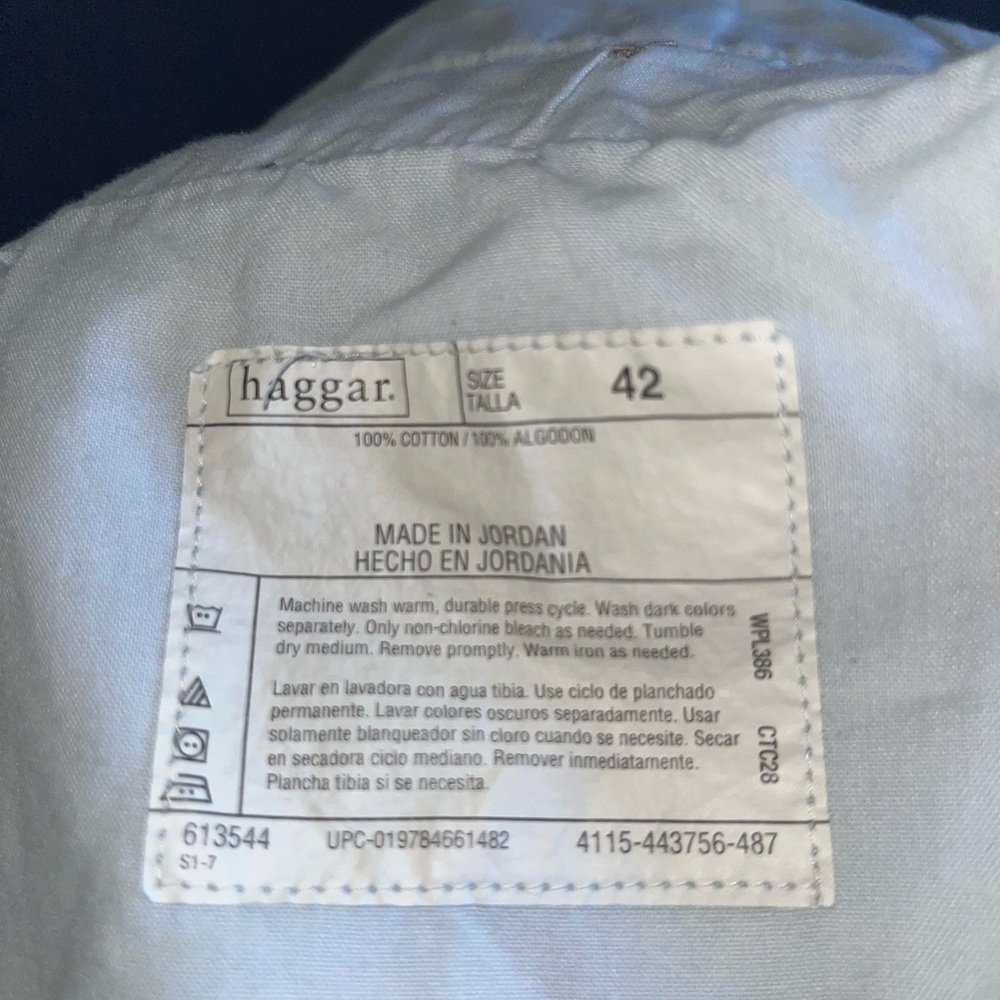 haggar.
SIZE
TALLA
42
100% COTTON / 100% ALGODON
MADE IN JORDAN
HECHO EN JORDANIA
Machine wash warm, durable press cycle. Wash dark colors
separately. Only non-chlorine bleach as needed. Tumble
dry medium. Remove promptly. Warm iron as needed.
Lavar en lavadora con agua tibia. Use ciclo de planchado
permanente. Lavar colores oscuros separadamente. Usar
solamente blanqueador sin cloro cuando se necesite. Secar
en secadora ciclo mediano. Remover inmediatamente.
Plancha tibia si se necesita.
WPL386 CTC28
613544 UPC-019784661482 4115-443756-487
S1-7